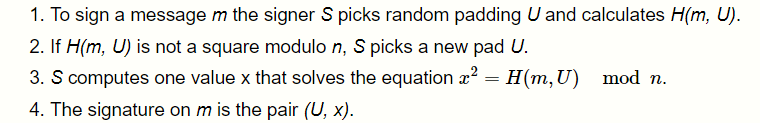 1. To sign a message m the signer S picks random padding U and calculates H(m, U).
2. If H(m, U) is not a square modulo n, S picks a new pad U.
3. S computes one value x that solves the equation x² = H(m, U) mod n.
4. The signature on m is the pair (U, x).